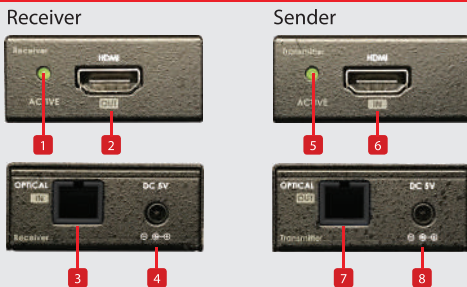 Receiver
Receiver
HDMI
ACTIVE
OUT
1
2
OPTICAL
IN
DC 5V
Receiver
3
4
Sender
Transmitter
HDMI
ACTIVE
IN
5
6
OPTICAL
OUT
DC 5V
Transmitter
7
8